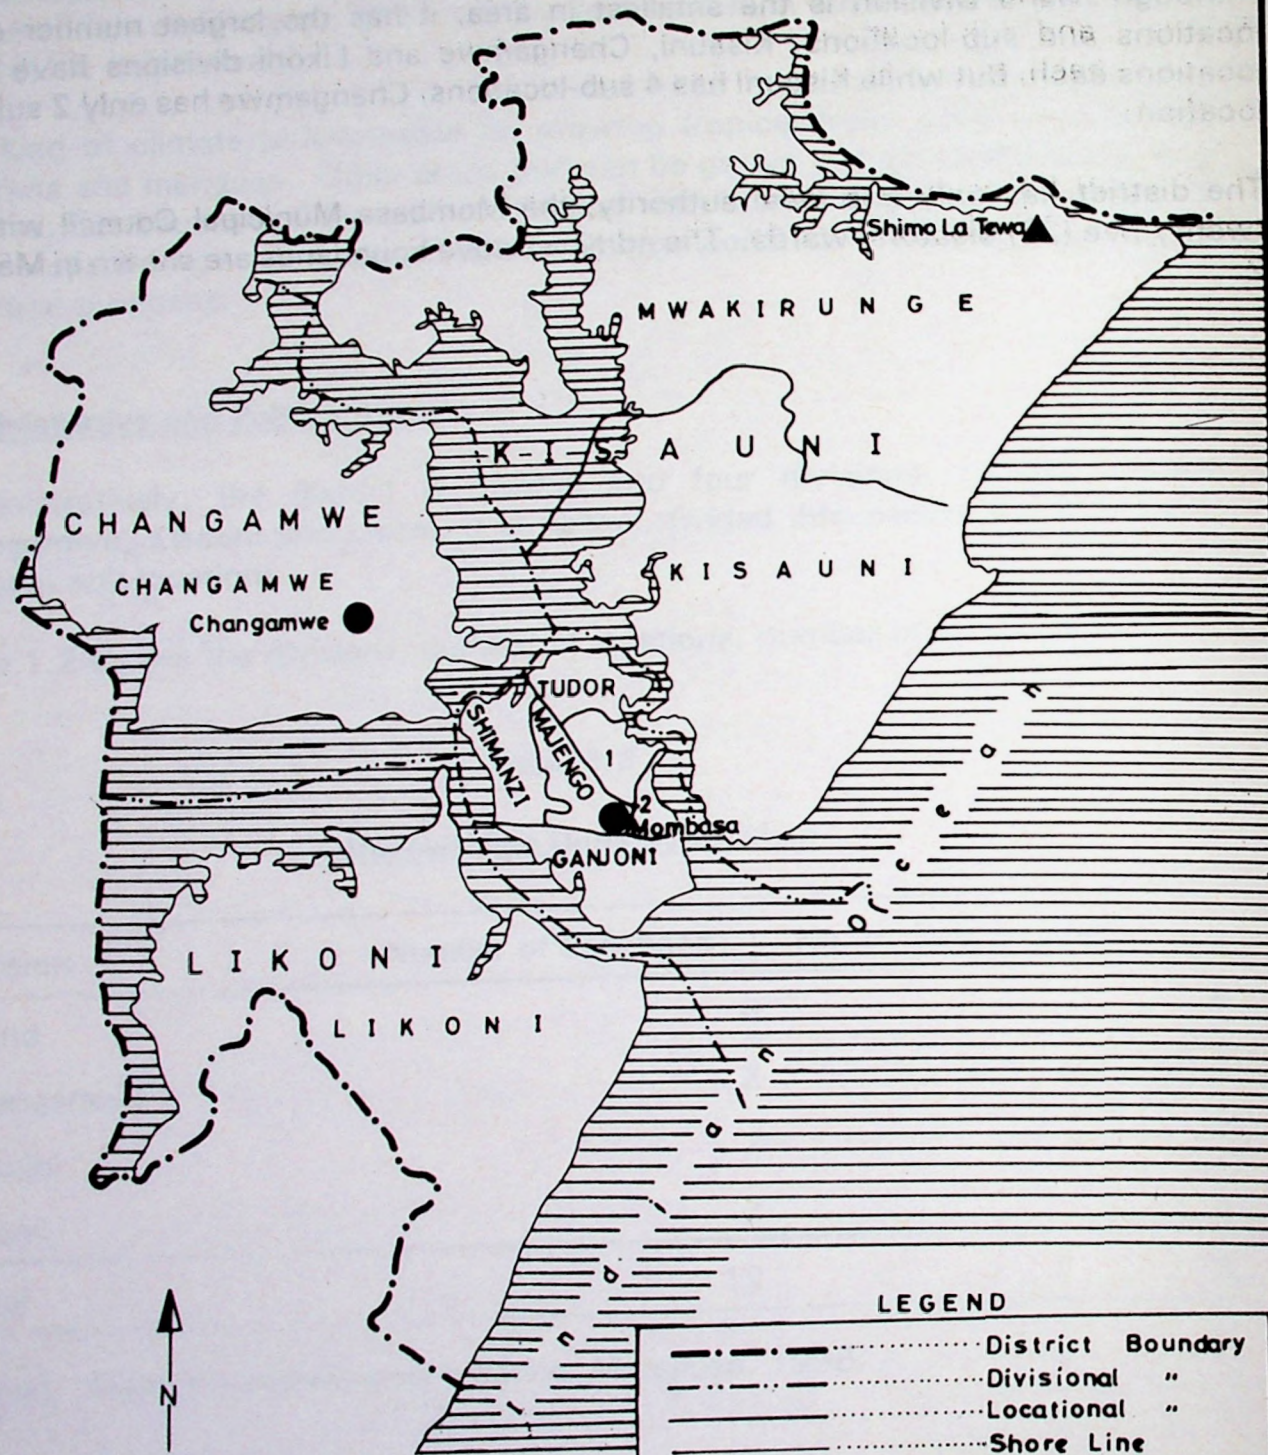 Shimo La Tewa
MWAKIRUNGE
KISAUNI
CHANGAMWE
KISAUNI
CHANGAMWE
Changamwe
TUDOR
SHIMANZI
MAJENGO
1
2
Mombasa
GANJONI
LIKONI
LIKONI
Indian Ocean
N
LEGEND
District Boundary
Divisional "
Locational "
Shore Line